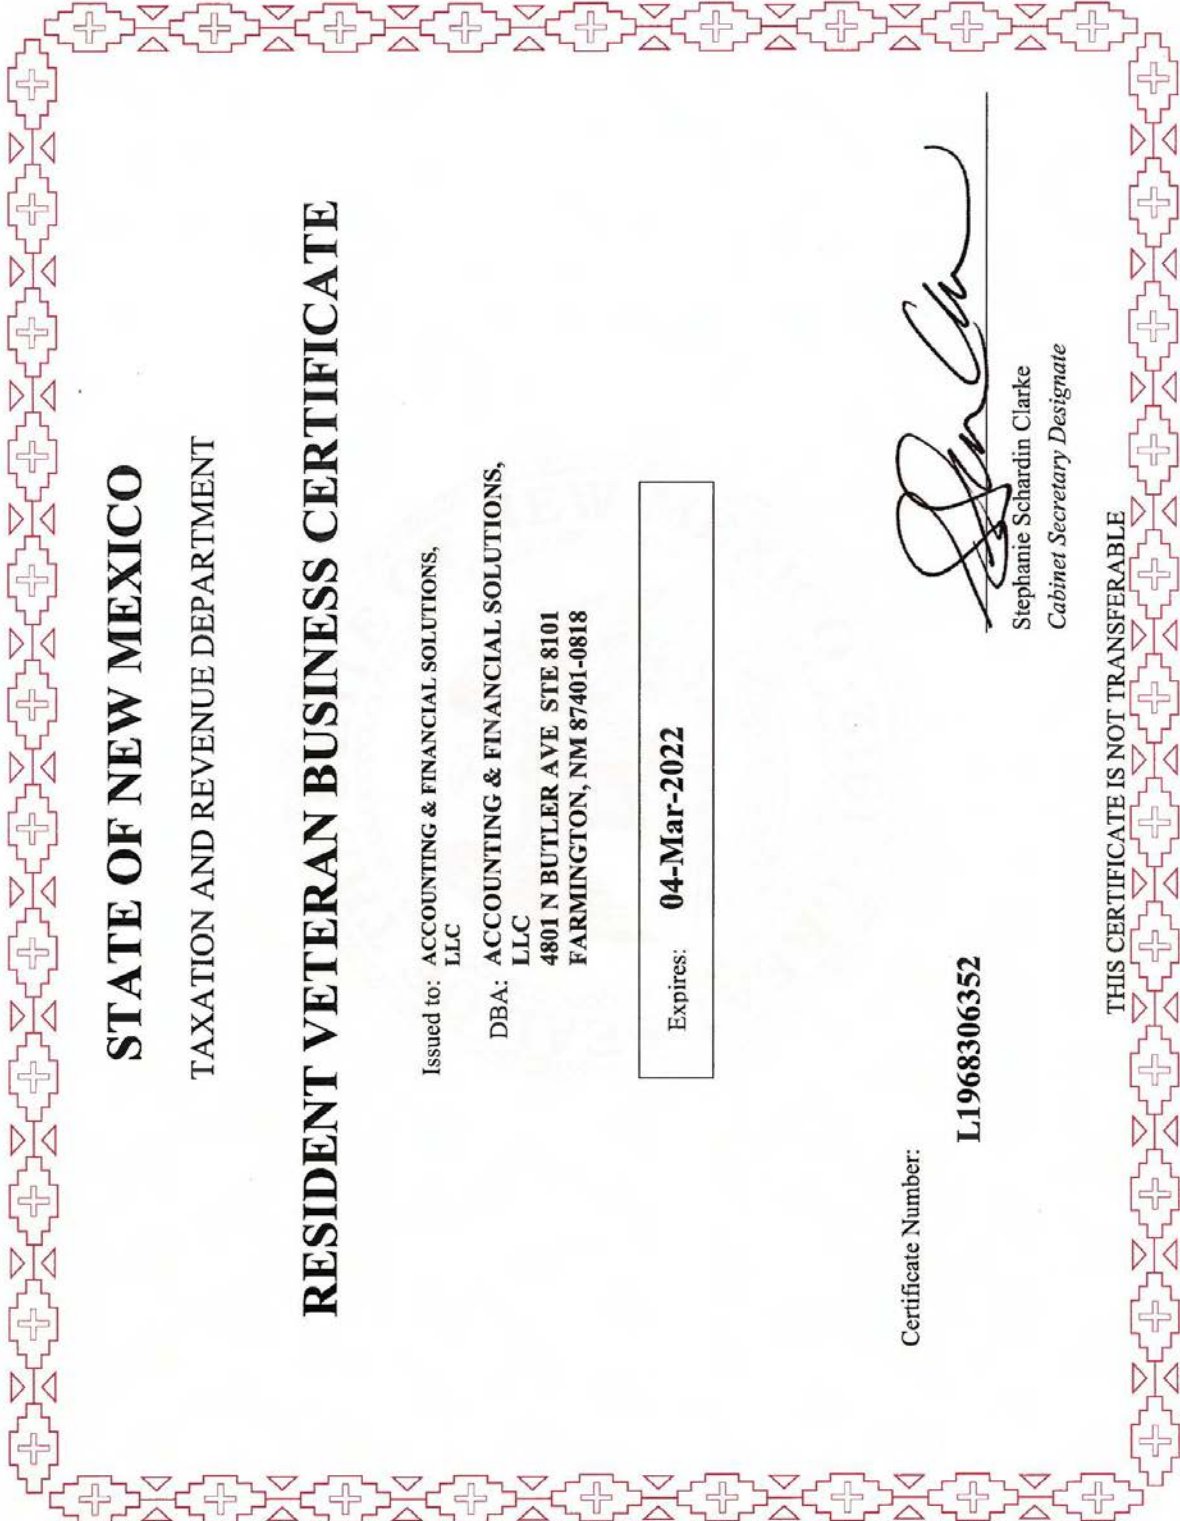 STATE OF NEW MEXICO
TAXATION AND REVENUE DEPARTMENT
RESIDENT VETERAN BUSINESS CERTIFICATE
Issued to: ACCOUNTING & FINANCIAL SOLUTIONS,
LLC
DBA: ACCOUNTING & FINANCIAL SOLUTIONS,
LLC
4801 N BUTLER AVE STE 8101
FARMINGTON, NM 87401-0818
Expires: 04-Mar-2022
Certificate Number:
L1968306352
Stephanie Schardin Clarke
Cabinet Secretary Designate
THIS CERTIFICATE IS NOT TRANSFERABLE